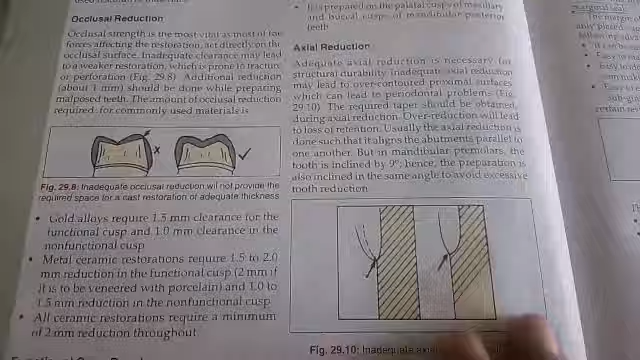 Occlusal Reduction
Occlusal strength is the most vital as most of the
forces affecting the restoration, act directly on the
occlusal surface. Inadequate clearance may lead
to a weaker restoration, which is prone to fracture
or perforation (Fig. 29.8). Additional reduction
(about 1 mm) should be done while preparing
malposed teeth. The amount of occlusal reduction
required for commonly used materials is
Fig. 29.8: Inadequate occlusal reduction will not provide the
required space for a cast restoration of adequate thickness
• Gold alloys require 1.5 mm clearance for the
functional cusp and 1.0 mm clearance in the
nonfunctional cusp
• Metal ceramic restorations require 1.5 to 2.0
mm reduction in the functional cusp (2 mm if
it is to be veneered with porcelain) and 1.0 to
1.5 mm reduction in the nonfunctional cusp
• All ceramic restorations require a minimum
of 2 mm reduction throughout
• It is prepared on the palatal cusps of maxillary
and buccal cusps of mandibular posterior
teeth
Axial Reduction
Adequate axial reduction is necessary for
structural durability. Inadequate axial reduction
may lead to over-contoured proximal surfaces
which can lead to periodontal problems (Fig.
29.10) The required taper should be obtained
during axial reduction. Over-reduction will lead
to loss of retention. Usually the axial reduction is
done such that it aligns the abutments parallel to
one another. But in mandibular premolars, the
tooth is inclined by 9°; hence, the preparation is
also inclined in the same angle to avoid excessive
tooth reduction
Fig. 29.10: Inadequate
marginal seal
The margin